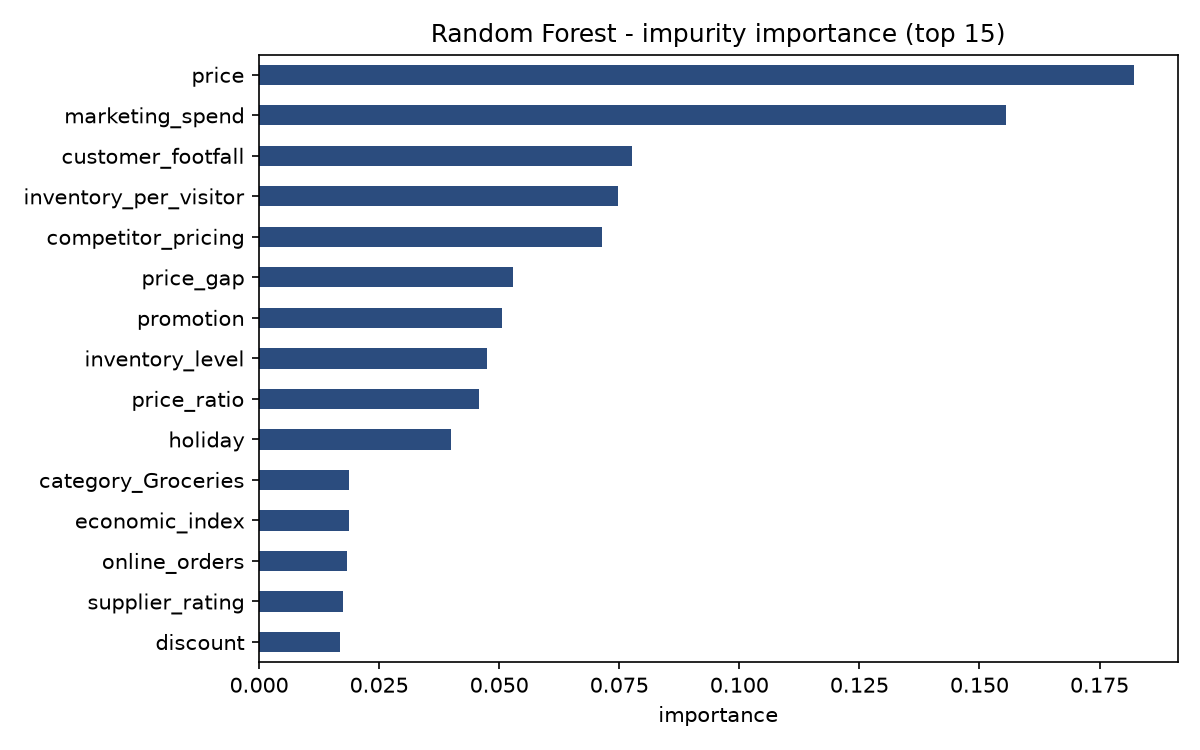 Random Forest - impurity importance (top 15)
price
marketing_spend
customer_footfall
inventory_per_visitor
competitor_pricing
price_gap
promotion
inventory_level
price_ratio
holiday
category_Groceries
economic_index
online_orders
supplier_rating
discount
0.000 0.025 0.050 0.075 0.100 0.125 0.150 0.175
importance